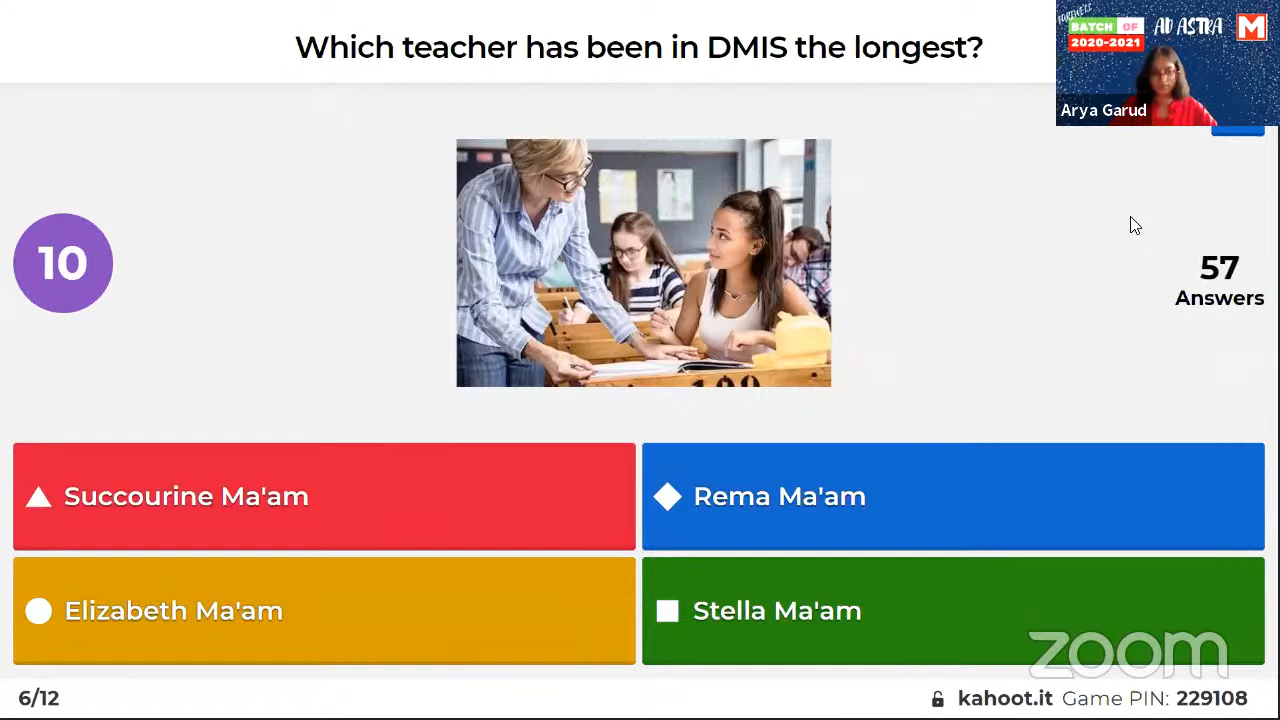 Which teacher has been in DMIS the longest?
FAREWELL
BATCH OF
2020-2021
AD ASTRA
M
Arya Garud
10
57
Answers
Succourine Ma'am
Rema Ma'am
Elizabeth Ma'am
Stella Ma'am
zoom
6/12
kahoot.it Game PIN: 229108